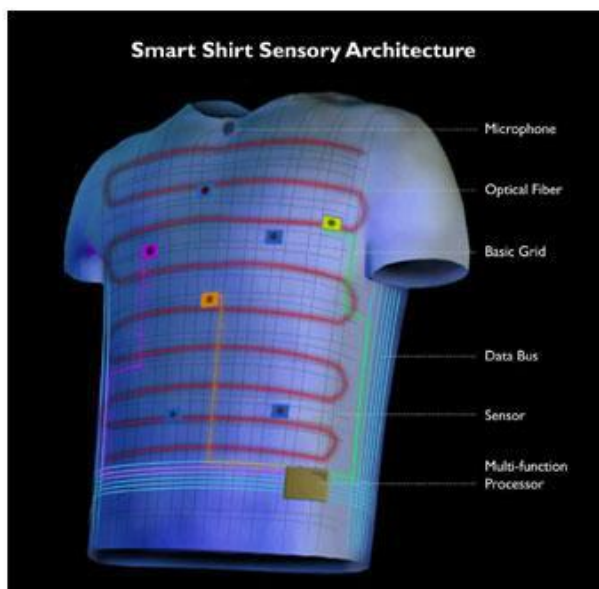 Smart Shirt Sensory Architecture
Microphone
Optical Fiber
Basic Grid
Data Bus
Sensor
Multi-function
Processor